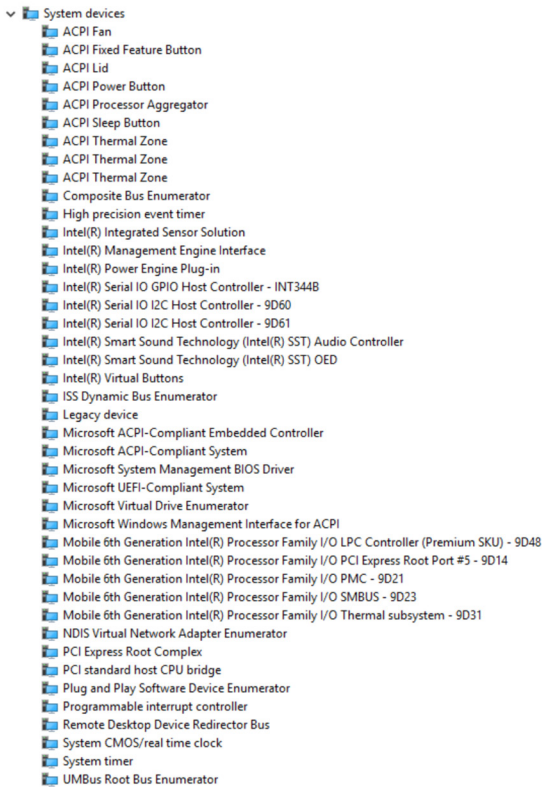 System devices
ACPI Fan
ACPI Fixed Feature Button
ACPI Lid
ACPI Power Button
ACPI Processor Aggregator
ACPI Sleep Button
ACPI Thermal Zone
ACPI Thermal Zone
ACPI Thermal Zone
Composite Bus Enumerator
High precision event timer
Intel(R) Integrated Sensor Solution
Intel(R) Management Engine Interface
Intel(R) Power Engine Plug-in
Intel(R) Serial IO GPIO Host Controller - INT344B
Intel(R) Serial IO I2C Host Controller - 9D60
Intel(R) Serial IO I2C Host Controller - 9D61
Intel(R) Smart Sound Technology (Intel(R) SST) Audio Controller
Intel(R) Smart Sound Technology (Intel(R) SST) OED
Intel(R) Virtual Buttons
ISS Dynamic Bus Enumerator
Legacy device
Microsoft ACPI-Compliant Embedded Controller
Microsoft ACPI-Compliant System
Microsoft System Management BIOS Driver
Microsoft UEFI-Compliant System
Microsoft Virtual Drive Enumerator
Microsoft Windows Management Interface for ACPI
Mobile 6th Generation Intel(R) Processor Family I/O LPC Controller (Premium SKU) - 9D48
Mobile 6th Generation Intel(R) Processor Family I/O PCI Express Root Port #5 - 9D14
Mobile 6th Generation Intel(R) Processor Family I/O PMC - 9D21
Mobile 6th Generation Intel(R) Processor Family I/O SMBUS - 9D23
Mobile 6th Generation Intel(R) Processor Family I/O Thermal subsystem - 9D31
NDIS Virtual Network Adapter Enumerator
PCI Express Root Complex
PCI standard host CPU bridge
Plug and Play Software Device Enumerator
Programmable interrupt controller
Remote Desktop Device Redirector Bus
System CMOS/real time clock
System timer
UMBus Root Bus Enumerator